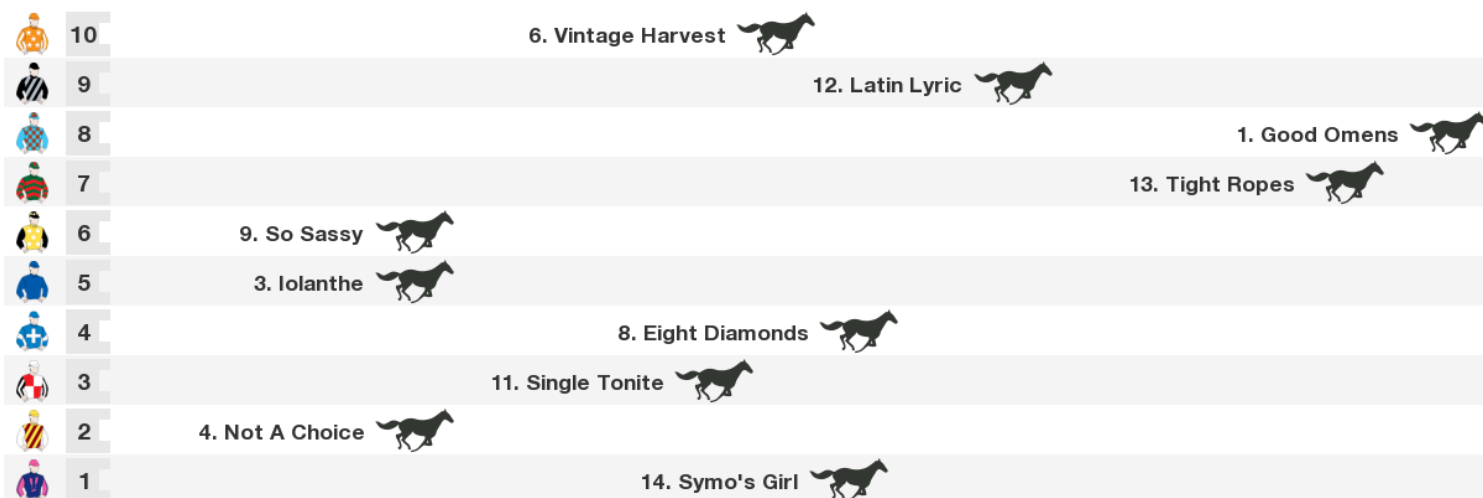 10 6. Vintage Harvest
9 12. Latin Lyric
8 1. Good Omens
7 13. Tight Ropes
6 9. So Sassy
5 3. Iolanthe
4 8. Eight Diamonds
3 11. Single Tonite
2 4. Not A Choice
1 14. Symo's Girl